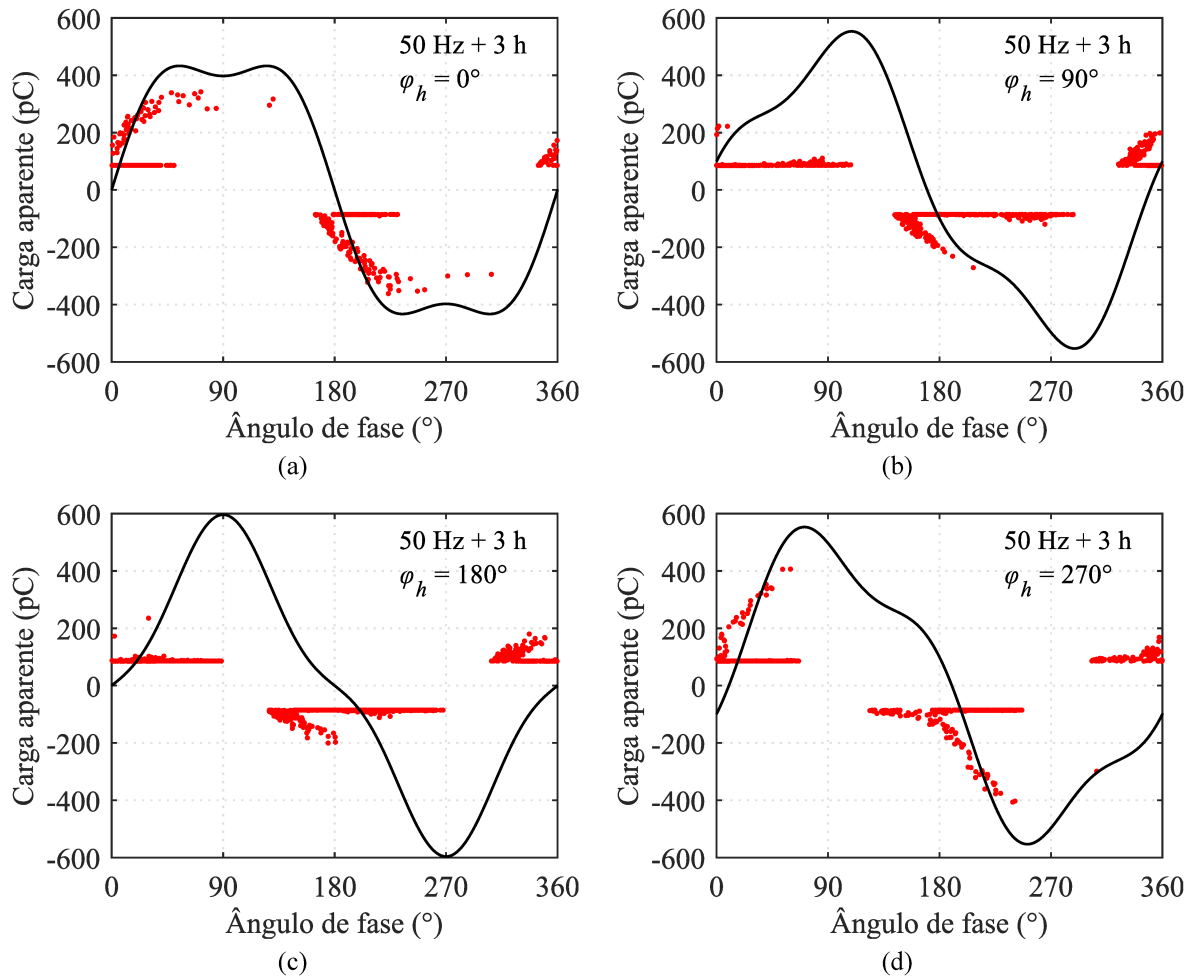 600
400
200
0
-200
-400
-600
Carga aparente (pC)
50 Hz + 3 h
φh = 0°
0 90 180 270 360
Ângulo de fase (°)
(a)
600
400
200
0
-200
-400
-600
Carga aparente (pC)
50 Hz + 3 h
φh = 90°
0 90 180 270 360
Ângulo de fase (°)
(b)
600
400
200
0
-200
-400
-600
Carga aparente (pC)
50 Hz + 3 h
φh = 180°
0 90 180 270 360
Ângulo de fase (°)
(c)
600
400
200
0
-200
-400
-600
Carga aparente (pC)
50 Hz + 3 h
φh = 270°
0 90 180 270 360
Ângulo de fase (°)
(d)